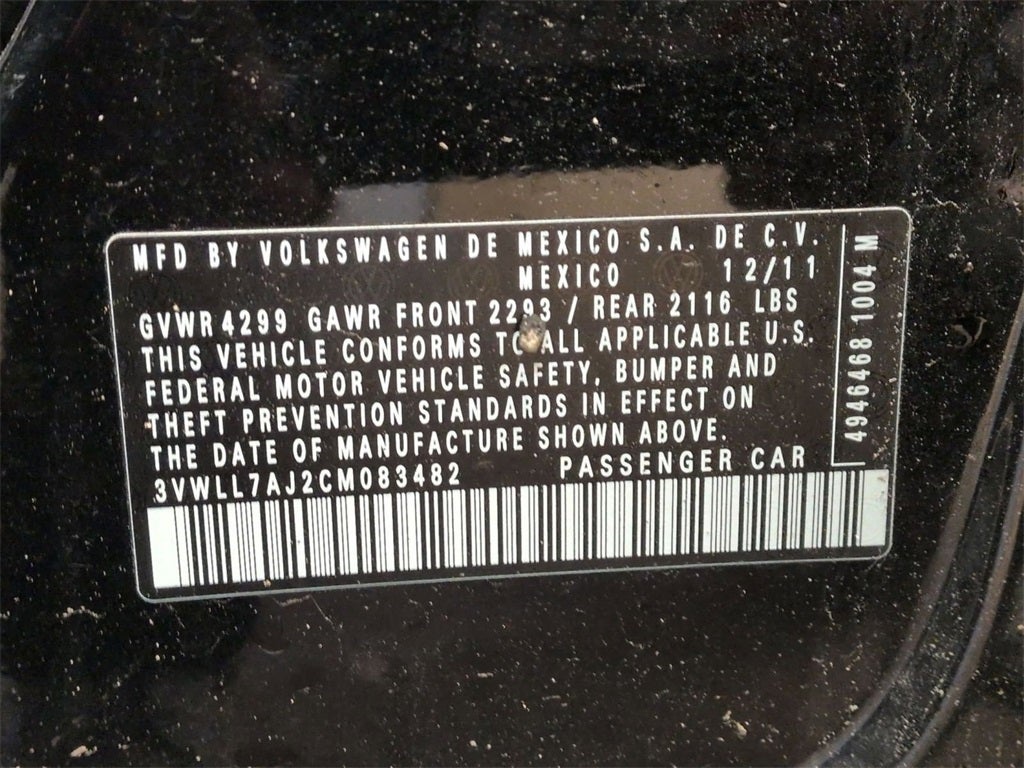 MFD BY VOLKSWAGEN DE MEXICO S.A. DE C.V.
MEXICO 12/11
GVWR 4299 GAWR FRONT 2293 / REAR 2116 LBS
THIS VEHICLE CONFORMS TO ALL APPLICABLE U.S.
FEDERAL MOTOR VEHICLE SAFETY, BUMPER AND
THEFT PREVENTION STANDARDS IN EFFECT ON
THE DATE OF MANUFACTURE SHOWN ABOVE.
3VWLL7AJ2CM083482 PASSENGER CAR
4946468 1004 M